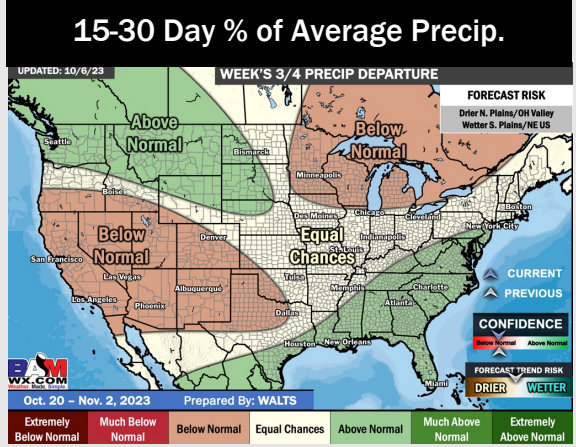 15-30 Day % of Average Precip.
UPDATED: 10/6/23
WEEK'S 3/4 PRECIP DEPARTURE
FORECAST RISK
Drier N. Plains/OH Valley
Wetter S. Plains/NE US
Above
Normal
Below
Normal
Seattle
Bismarck
Minneapolis
Boise
Des Moines
Chicago
Cleveland
Boston
New York City
Below
Normal
Equal
Chances
Denver
Indianapolis
St. Louis
San Francisco
Las Vegas
Tulsa
Los Angeles
Phoenix
Albuquerque
Memphis
Charlotte
Atlanta
Dallas
Houston
New Orleans
Miami
CURRENT
PREVIOUS
CONFIDENCE
Below Normal Above Normal
FORECAST TREND RISK
DRIER WETTER
BAM
WX.COM
Weather. Made. Simple.
Oct. 20 – Nov. 2, 2023 Prepared By: WALTS
Extremely
Below Normal
Much Below
Normal
Below Normal
Equal Chances
Above Normal
Much Above
Normal
Extremely
Above Normal